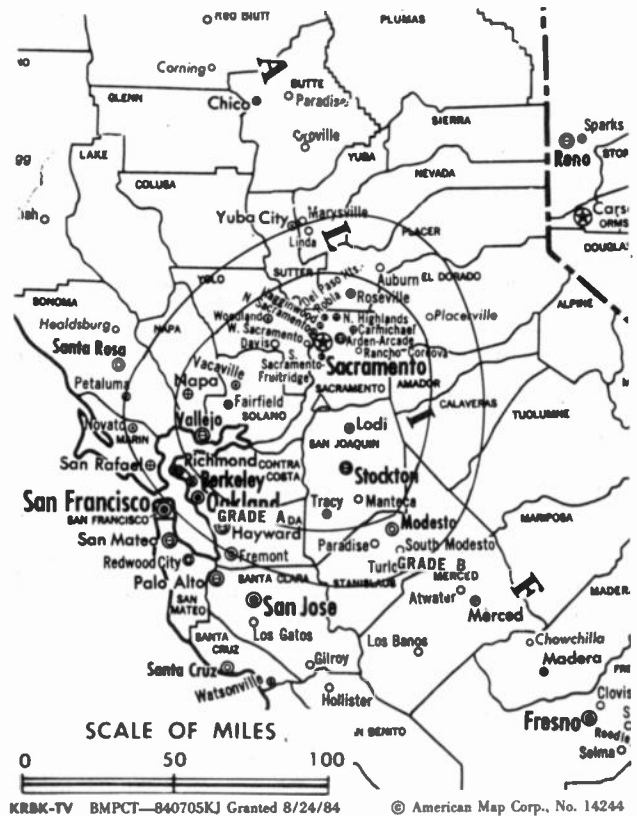 Red Bluff
PLUMAS
Corning
A
BUTTE
GLENN
Chico
Paradise
SIERRA
Sparks
Reno
LAKE
YUBA
COLUSA
NEVADA
Yuba City
Marysville
Linda
L
PLACER
DOUGLAS
YOLO
SUTTER
Auburn
EL DORADO
SONOMA
Del Paso Hts.
Roseville
ALPINE
Healdsburg
NAPA
Woodland
N. Sacramento
N. Highlands
Placerville
Carmichael
W. Sacramento
Arden-Arcade
Davis
Rancho-Cordova
Santa Rosa
Vacaville
S. Sacramento-
Fruitridge
Sacramento
Petaluma
Napa
Fairfield
SACRAMENTO
AMADOR
SOLANO
CALAVERAS
I
TUOLUMNE
Novato
MARIN
Vallejo
Lodi
SAN JOAQUIN
San Rafael
Richmond
CONTRA
COSTA
Berkeley
Stockton
San Francisco
Oakland
Tracy
Manteca
SAN FRANCISCO
GRADE A
DA
MARIPOSA
San Mateo
Hayward
Modesto
Paradise
South Modesto
Redwood City
Fremont
GRADE B
Palo Alto
SANTA CLARA
STANISLAUS
MERCED
F
SAN
MATEO
San Jose
Atwater
Merced
Los Gatos
SANTA
CRUZ
Los Banos
Chowchilla
Gilroy
Madera
Santa Cruz
Watsonville
Hollister
Fresno
Selma
SCALE OF MILES
0 50 100
KRBK-TV BMPCT—840705KJ Granted 8/24/84 © American Map Corp., No. 14244